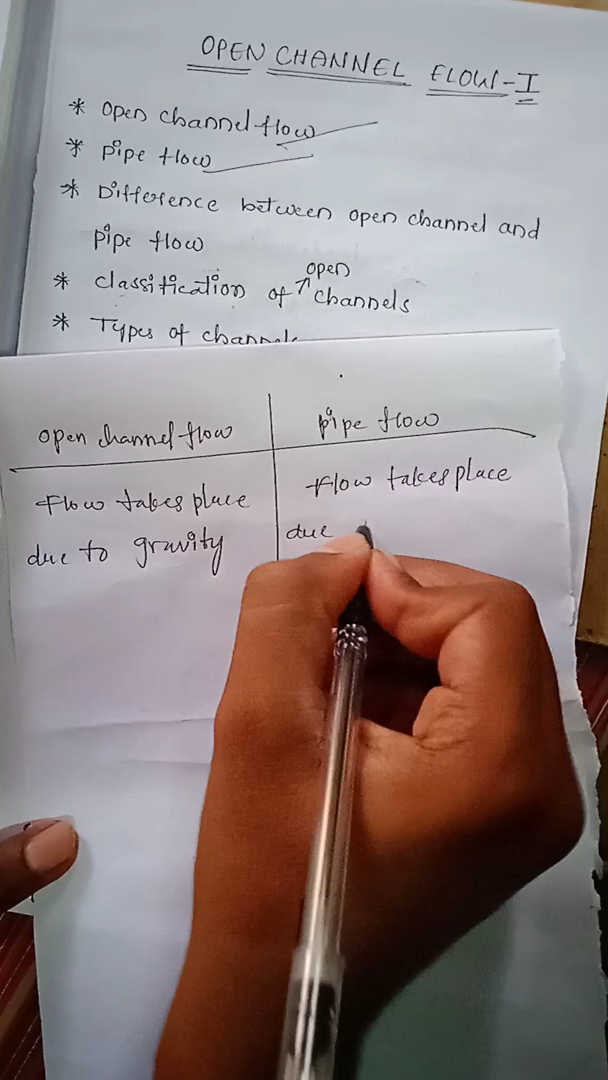 OPEN CHANNEL FLOW-I
* Open channel flow
* Pipe flow
* Difference between open channel and
pipe flow
* classification of open channels
* Types of channels
open channel flow
pipe flow
Flow takes place
due to gravity
Flow takes place
due